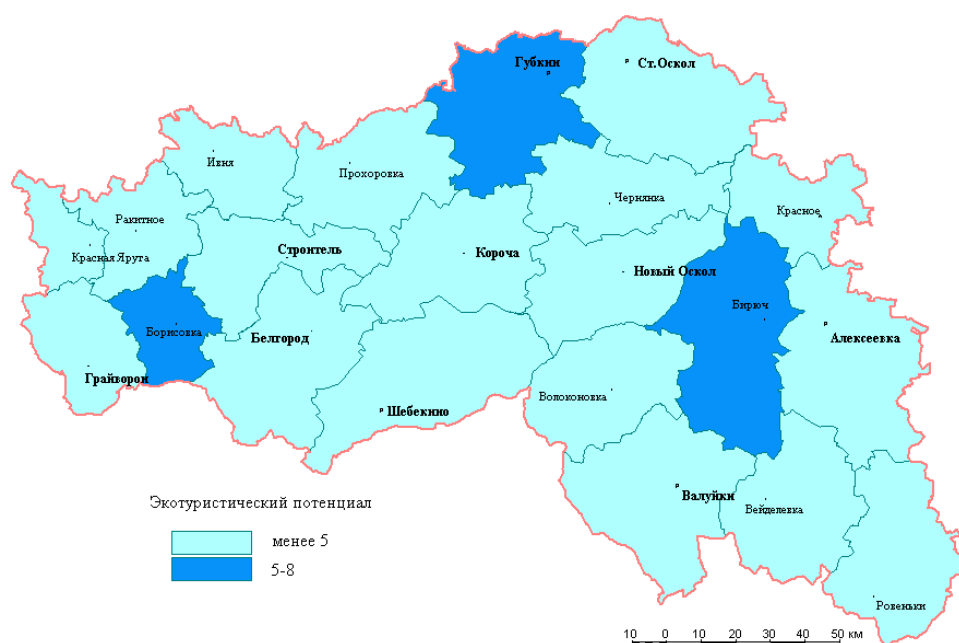 Губкин
Ст.Оскол
Ивня
Прохоровка
Чернянка
Красное
Ракитное
Красная Ярута
Строитель
Короча
Новый Оскол
Бирюч
Борисовка
Белгород
Алексеевка
Грайворон
Шебекино
Волоконовка
Валуйки
Вейделевка
Ровеньки
Экотуристический потенциал
менее 5
5-8
10 0 10 20 30 40 50 км